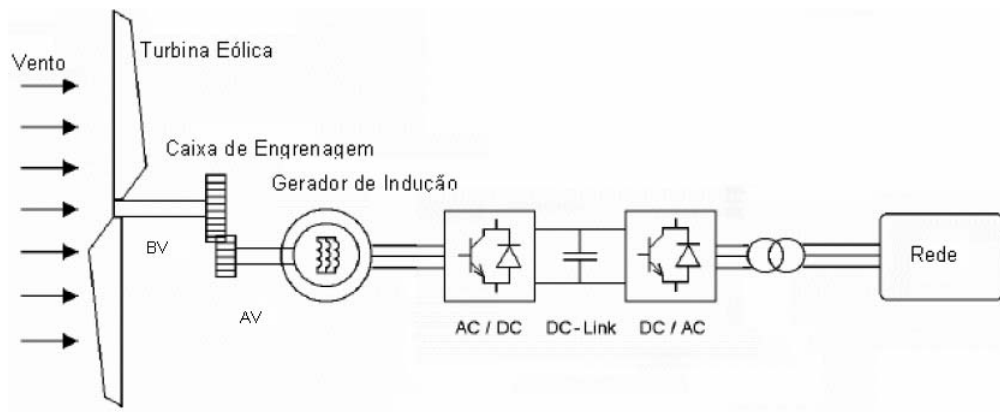 Turbina Eólica
Vento
Caixa de Engrenagem
Gerador de Indução
BV
AV
Rede
AC / DC
DC-Link
DC / AC